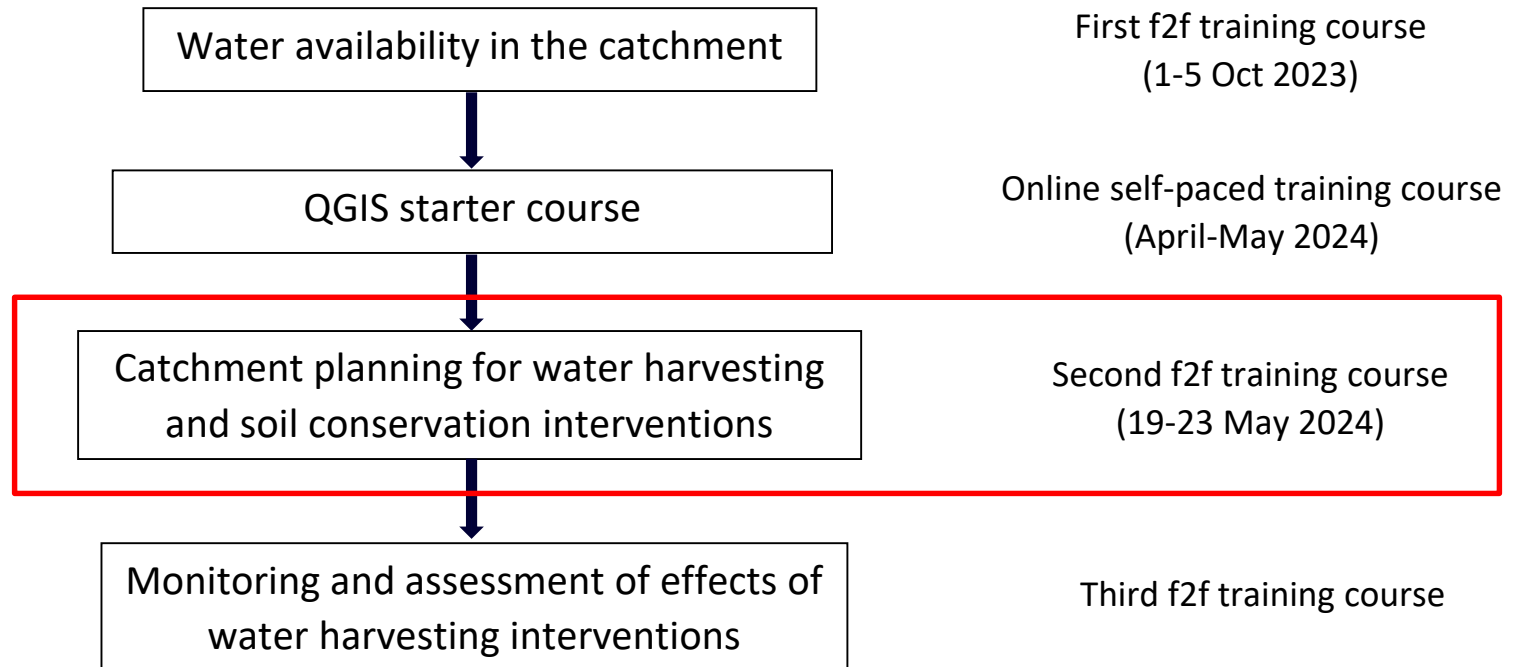 Water availability in the catchment
First f2f training course
(1-5 Oct 2023)
QGIS starter course
Online self-paced training course
(April-May 2024)
Catchment planning for water harvesting
and soil conservation interventions
Second f2f training course
(19-23 May 2024)
Monitoring and assessment of effects of
water harvesting interventions
Third f2f training course